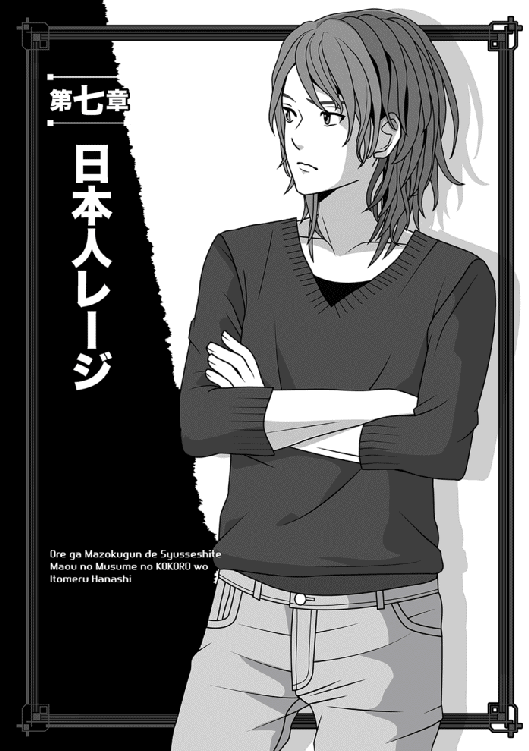 第七章
日本人レージ
Ore ga Mazokugun de Syusseshite
Maou no Musume no KOKORO wo
Itomeru Hanashi